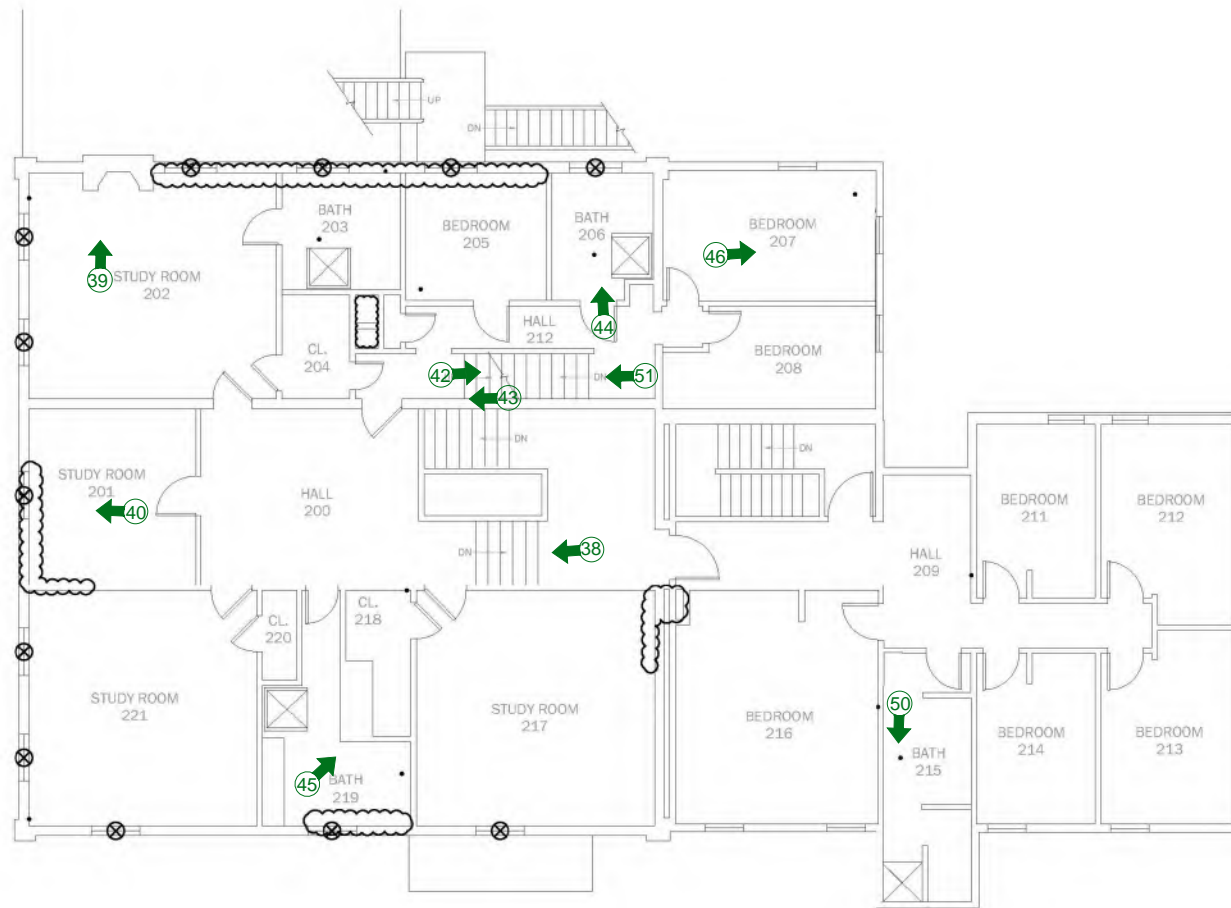 UP
DN
BATH
203
BEDROOM
205
BATH
206
BEDROOM
207
46
39
STUDY ROOM
202
44
HALL
212
CL.
204
BEDROOM
208
42
DN
51
43
DN
DN
STUDY ROOM
201
40
HALL
200
BEDROOM
211
BEDROOM
212
DN
38
HALL
209
CL.
220
CL.
218
STUDY ROOM
221
STUDY ROOM
217
BEDROOM
216
50
BATH
215
BEDROOM
214
BEDROOM
213
45
BATH
219